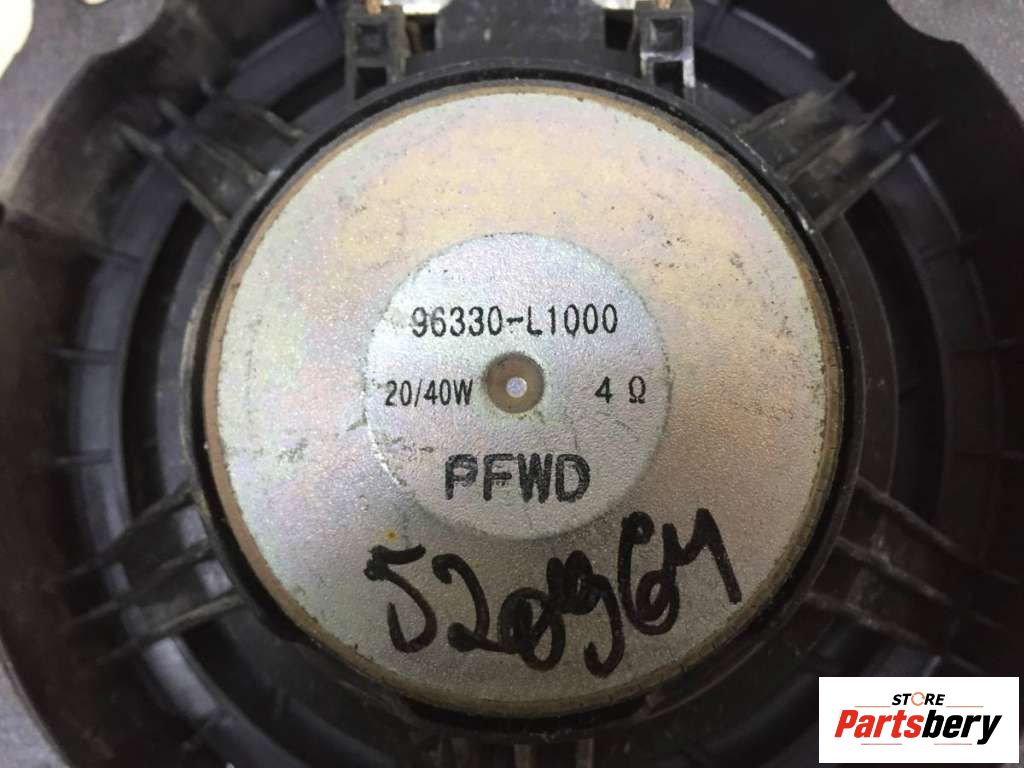 96330-L1000
20/40W 4 Ω
PFWD
STORE
Partsbery